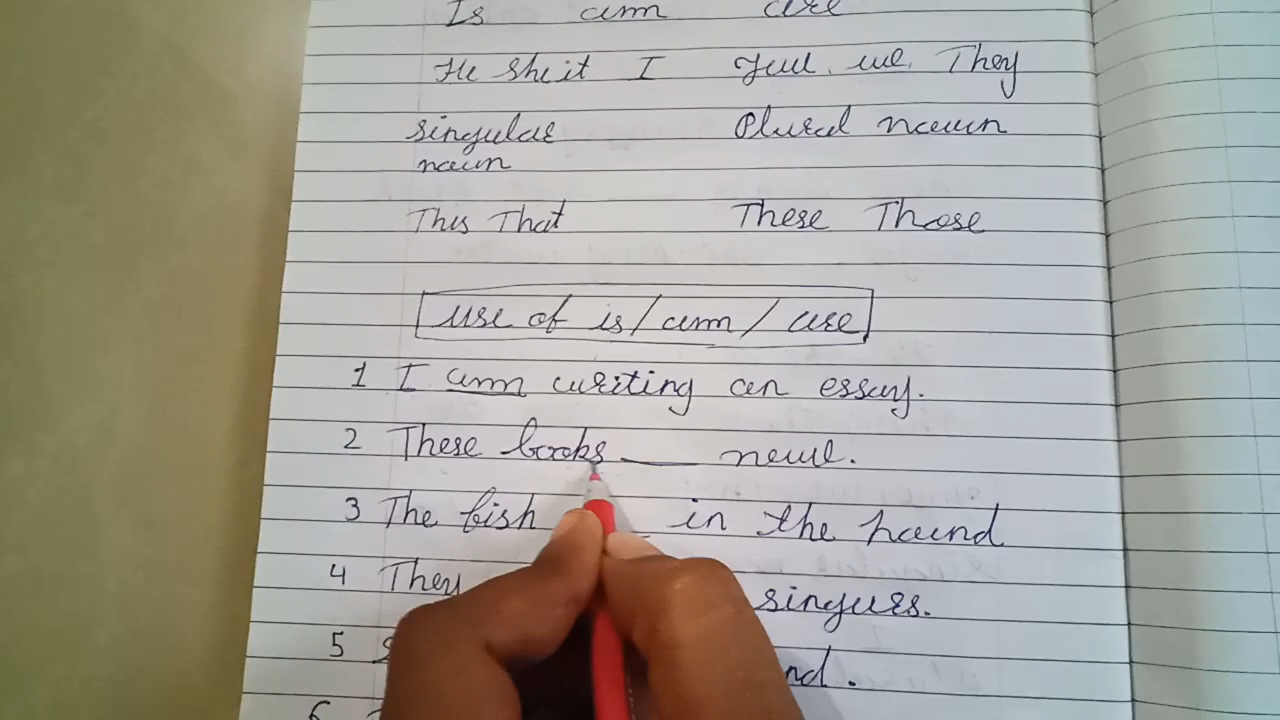 Is am are
He She it I You, we, They
singular Plural noun
noun
This That These Those
use of is/am/are
1 I am writing an essay.
2 These books ___ new.
3 The fish ___ in the
4 They singers.
5
6